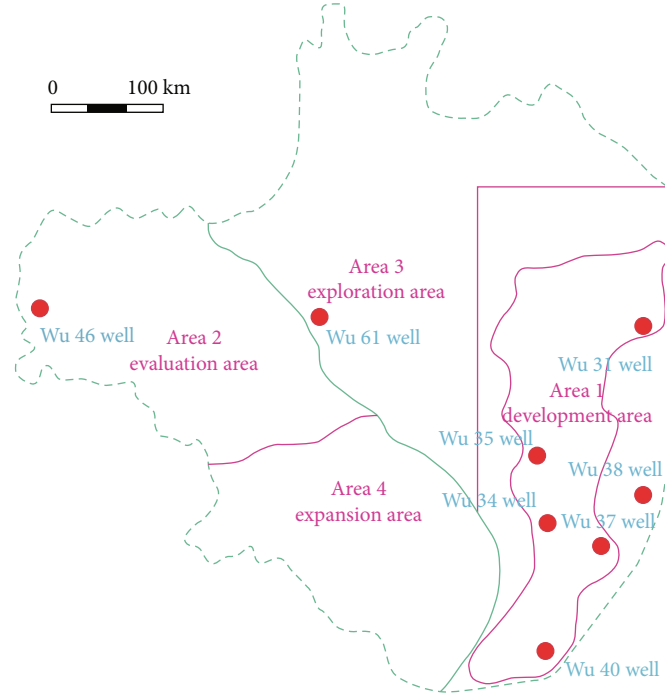 0 100 km
Area 3
exploration area
Wu 46 well
Area 2
evaluation area
Wu 61 well
Wu 31 well
Area 1
development area
Wu 35 well
Wu 38 well
Area 4
expansion area
Wu 34 well
Wu 37 well
Wu 40 well